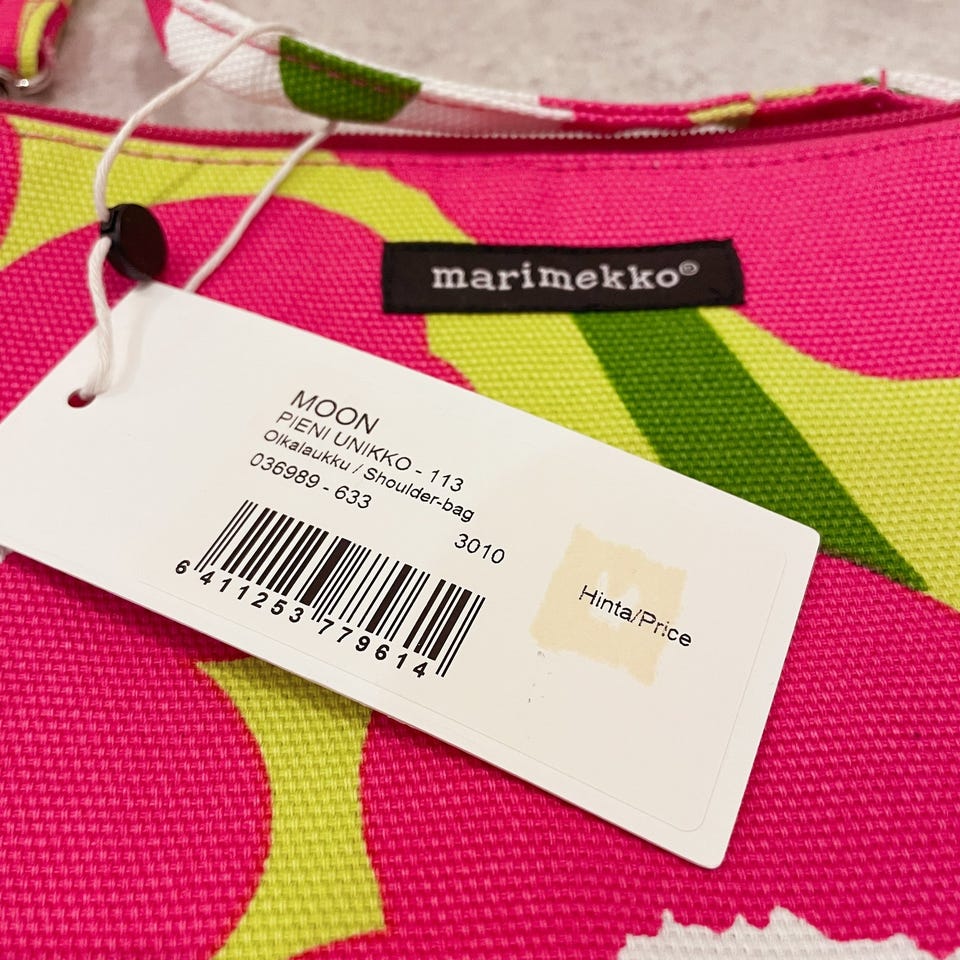 marimekko®
MOON
PIENI UNIKKO - 113
Olkalaukku / Shoulder-bag
036989 - 633
3010
6 411253 779614
Hinta/Price